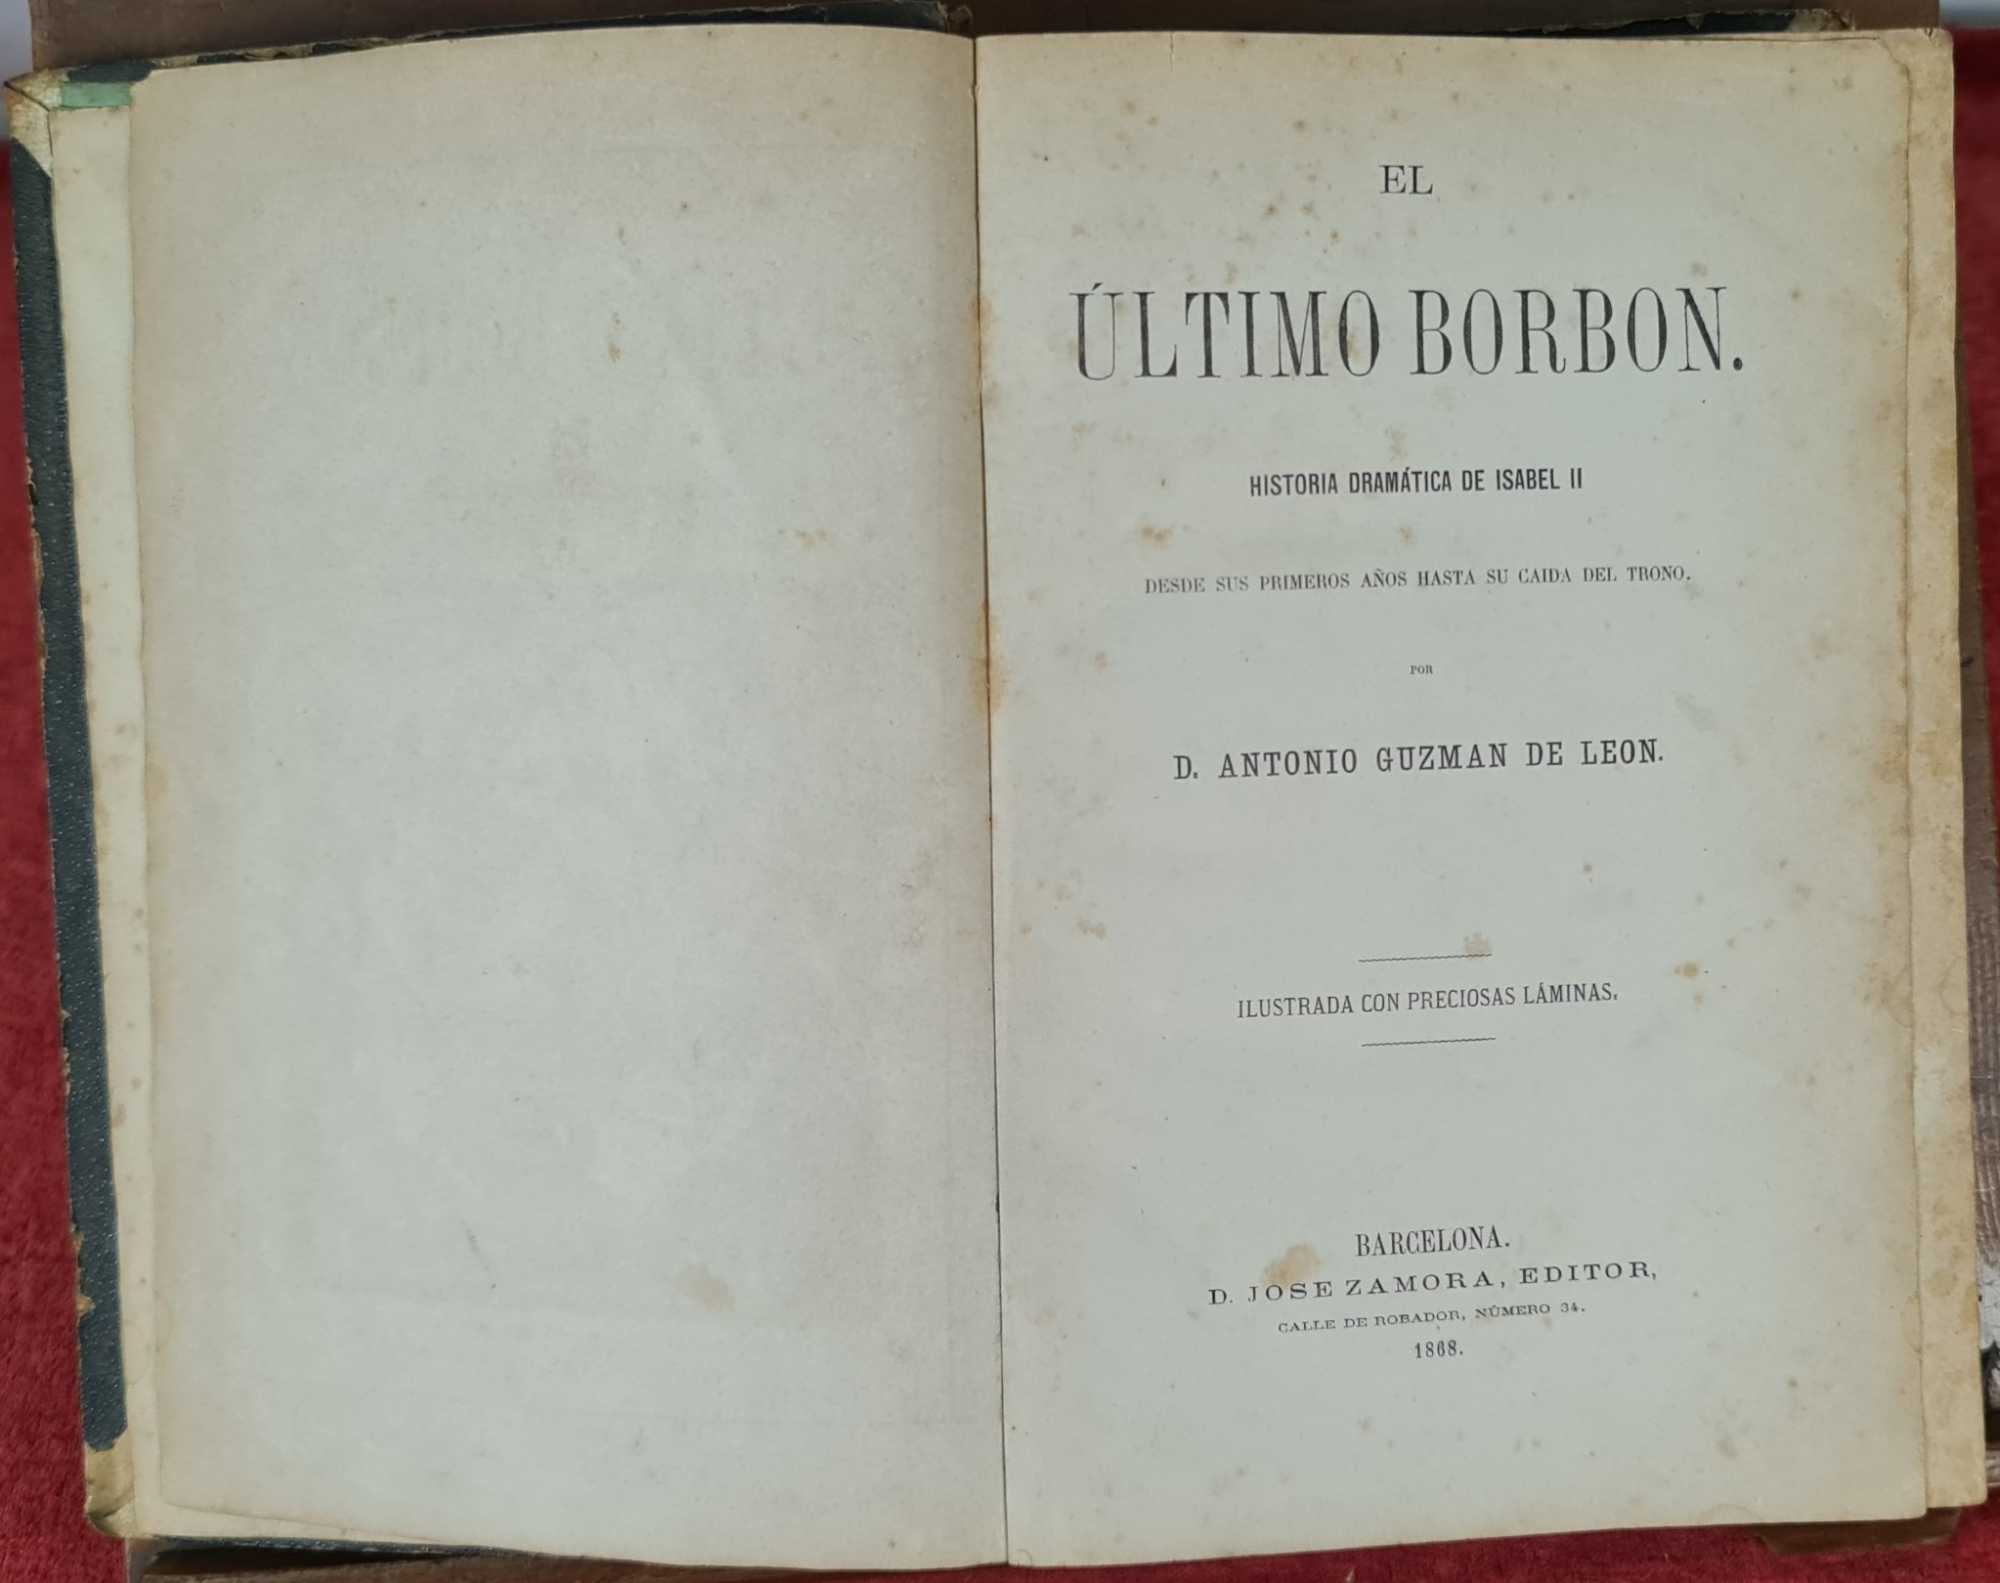 EL
ÚLTIMO BORBON.
HISTORIA DRAMÁTICA DE ISABEL II
DESDE SUS PRIMEROS AÑOS HASTA SU CAIDA DEL TRONO.
POR
D. ANTONIO GUZMAN DE LEON.
ILUSTRADA CON PRECIOSAS LÁMINAS.
BARCELONA.
D. JOSE ZAMORA, EDITOR,
CALLE DE ROBADOR, NÚMERO 34.
1868.